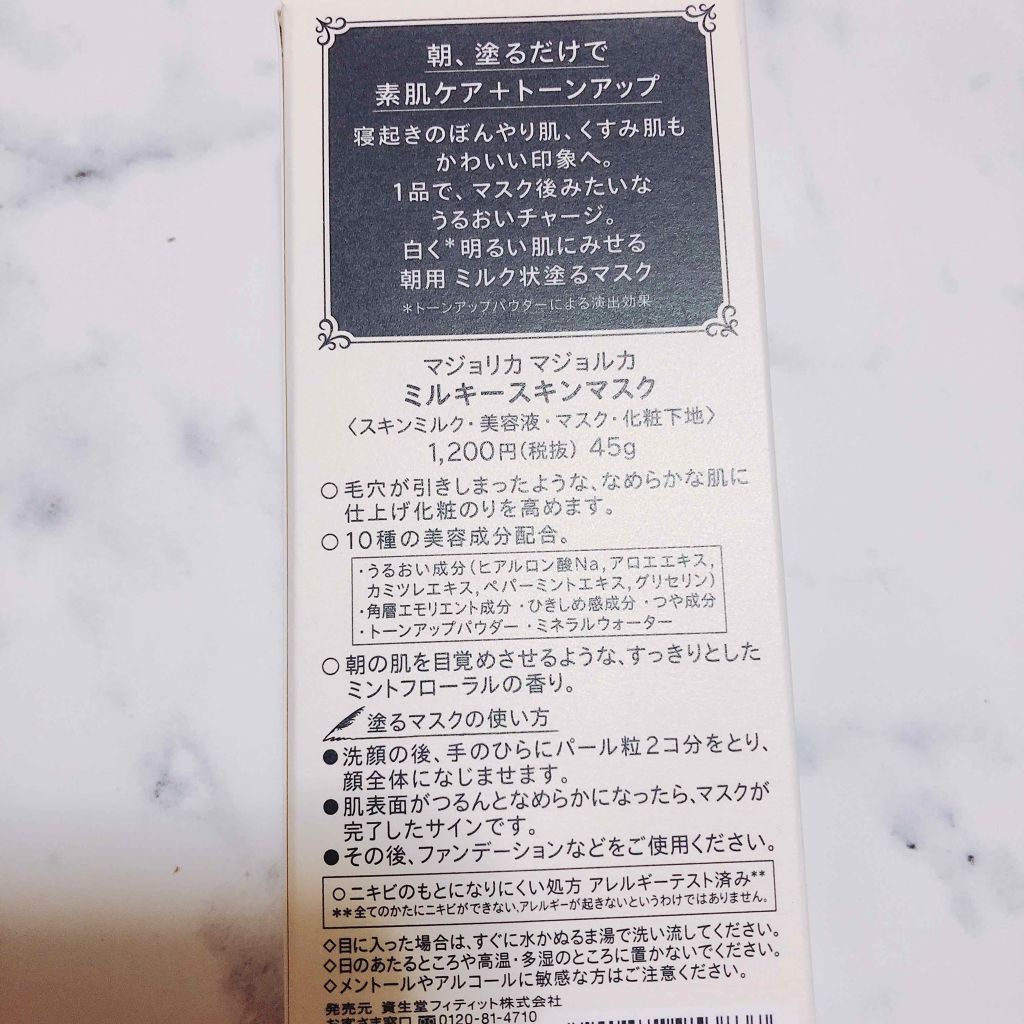 朝、塗るだけで
素肌ケア＋トーンアップ
寝起きのぼんやり肌、くすみ肌も
かわいい印象へ。
1品で、マスク後みたいな
うるおいチャージ。
白く*明るい肌にみせる
朝用 ミルク状塗るマスク
*トーンアップパウダーによる演出効果
マジョリカ マジョルカ
ミルキースキンマスク
〈スキンミルク・美容液・マスク・化粧下地〉
1,200円(税抜) 45g
○毛穴が引きしまったような、なめらかな肌に
仕上げ化粧のりを高めます。
○10種の美容成分配合。
・うるおい成分(ヒアルロン酸Na,アロエエキス,
カミツレエキス,ペパーミントエキス,グリセリン)
・角層エモリエント成分・ひきしめ感成分・つや成分
・トーンアップパウダー・ミネラルウォーター
○朝の肌を目覚めさせるような、すっきりとした
ミントフローラルの香り。
塗るマスクの使い方
●洗顔の後、手のひらにパール粒2コ分をとり、
顔全体になじませます。
●肌表面がつるんとなめらかになったら、マスクが
完了したサインです。
●その後、ファンデーションなどをご使用ください。
○ニキビのもとになりにくい処方 アレルギーテスト済み**
**全てのかたにニキビができない,アレルギーが起きないというわけではありません。
◇目に入った場合は、すぐに水かぬるま湯で洗い流してください。
◇日のあたるところや高温・多湿のところに置かないでください。
◇メントールやアルコールに敏感な方はご注意ください。
発売元 資生堂フィティット株式会社
お客さま窓口 0120-81-4710